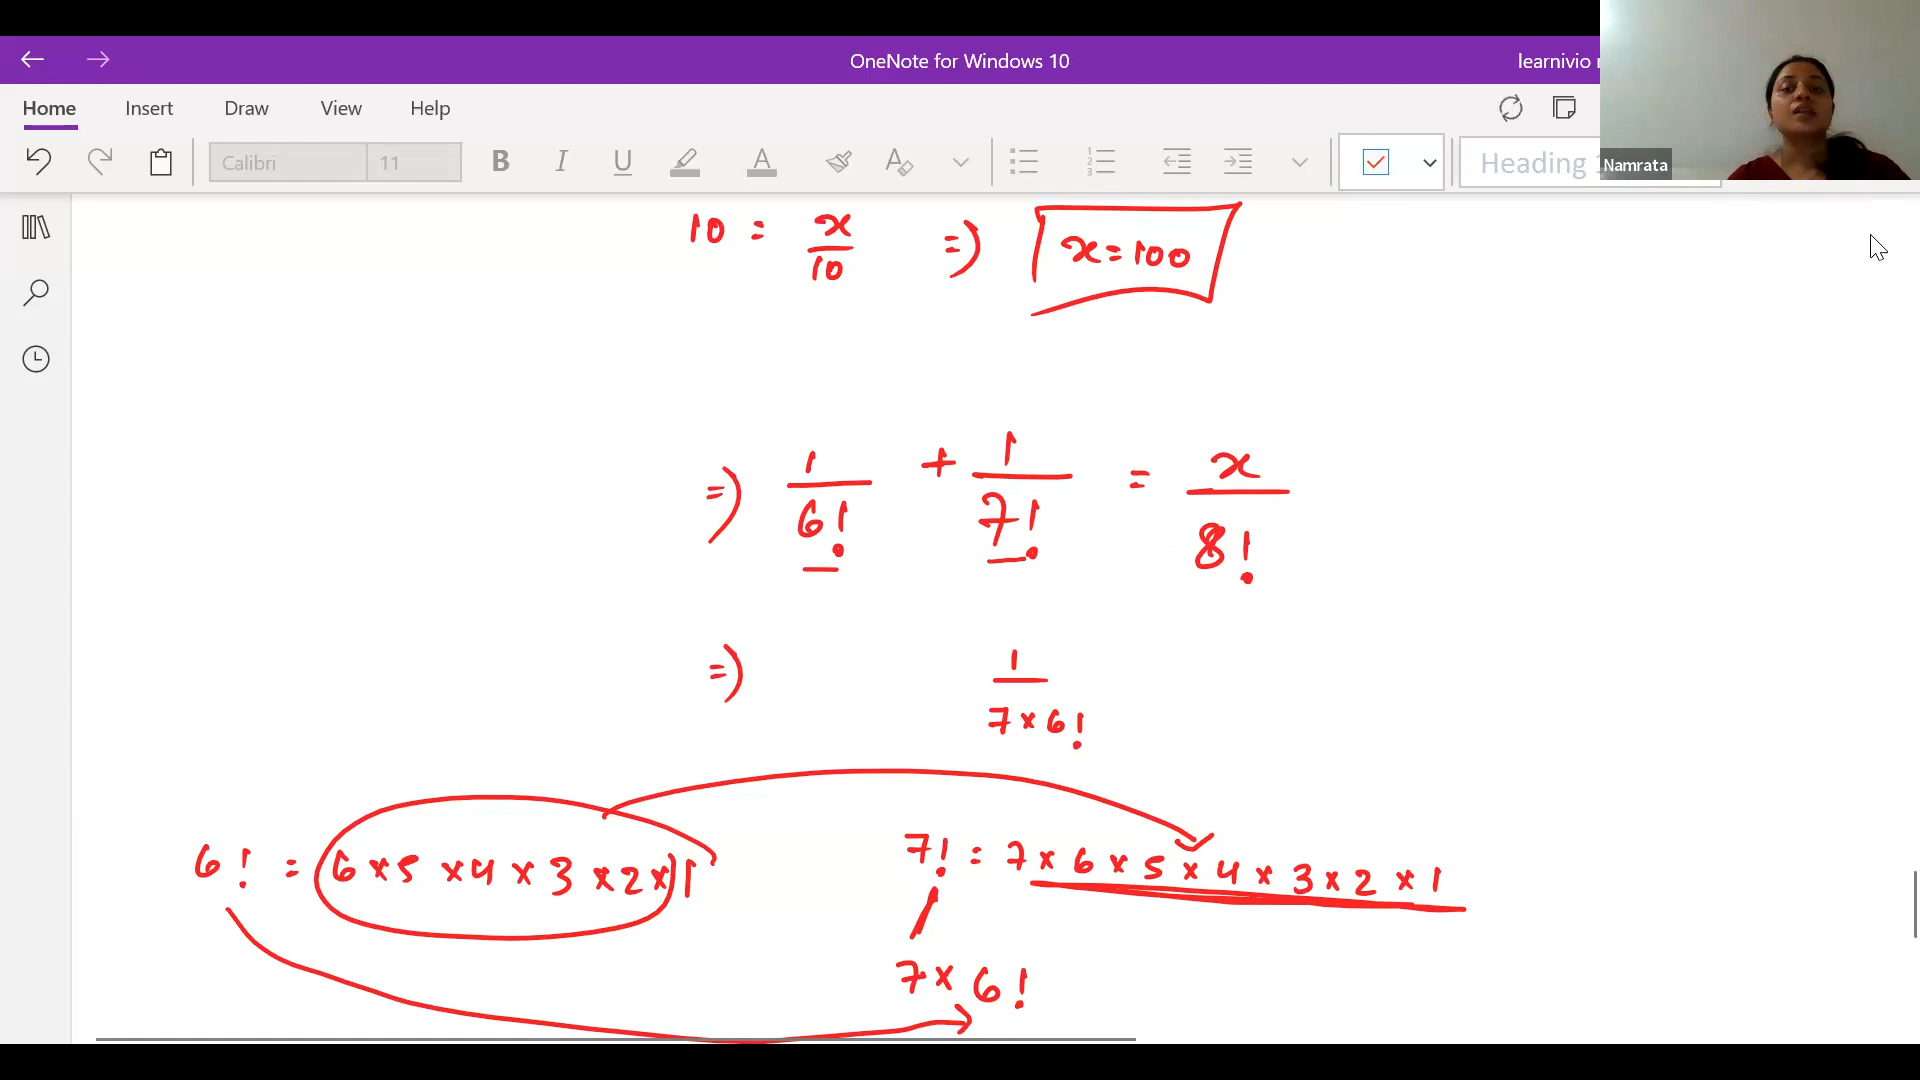 OneNote for Windows 10
learnivio
Home Insert Draw View Help
Calibri 11 B I U A A Heading
Namrata
10 = x/10 ⇒ x = 100
⇒ 1/6! + 1/7! = x/8!
⇒ 1/7×6!
6! = 6×5×4×3×2×1
7! = 7×6×5×4×3×2×1
7×6!